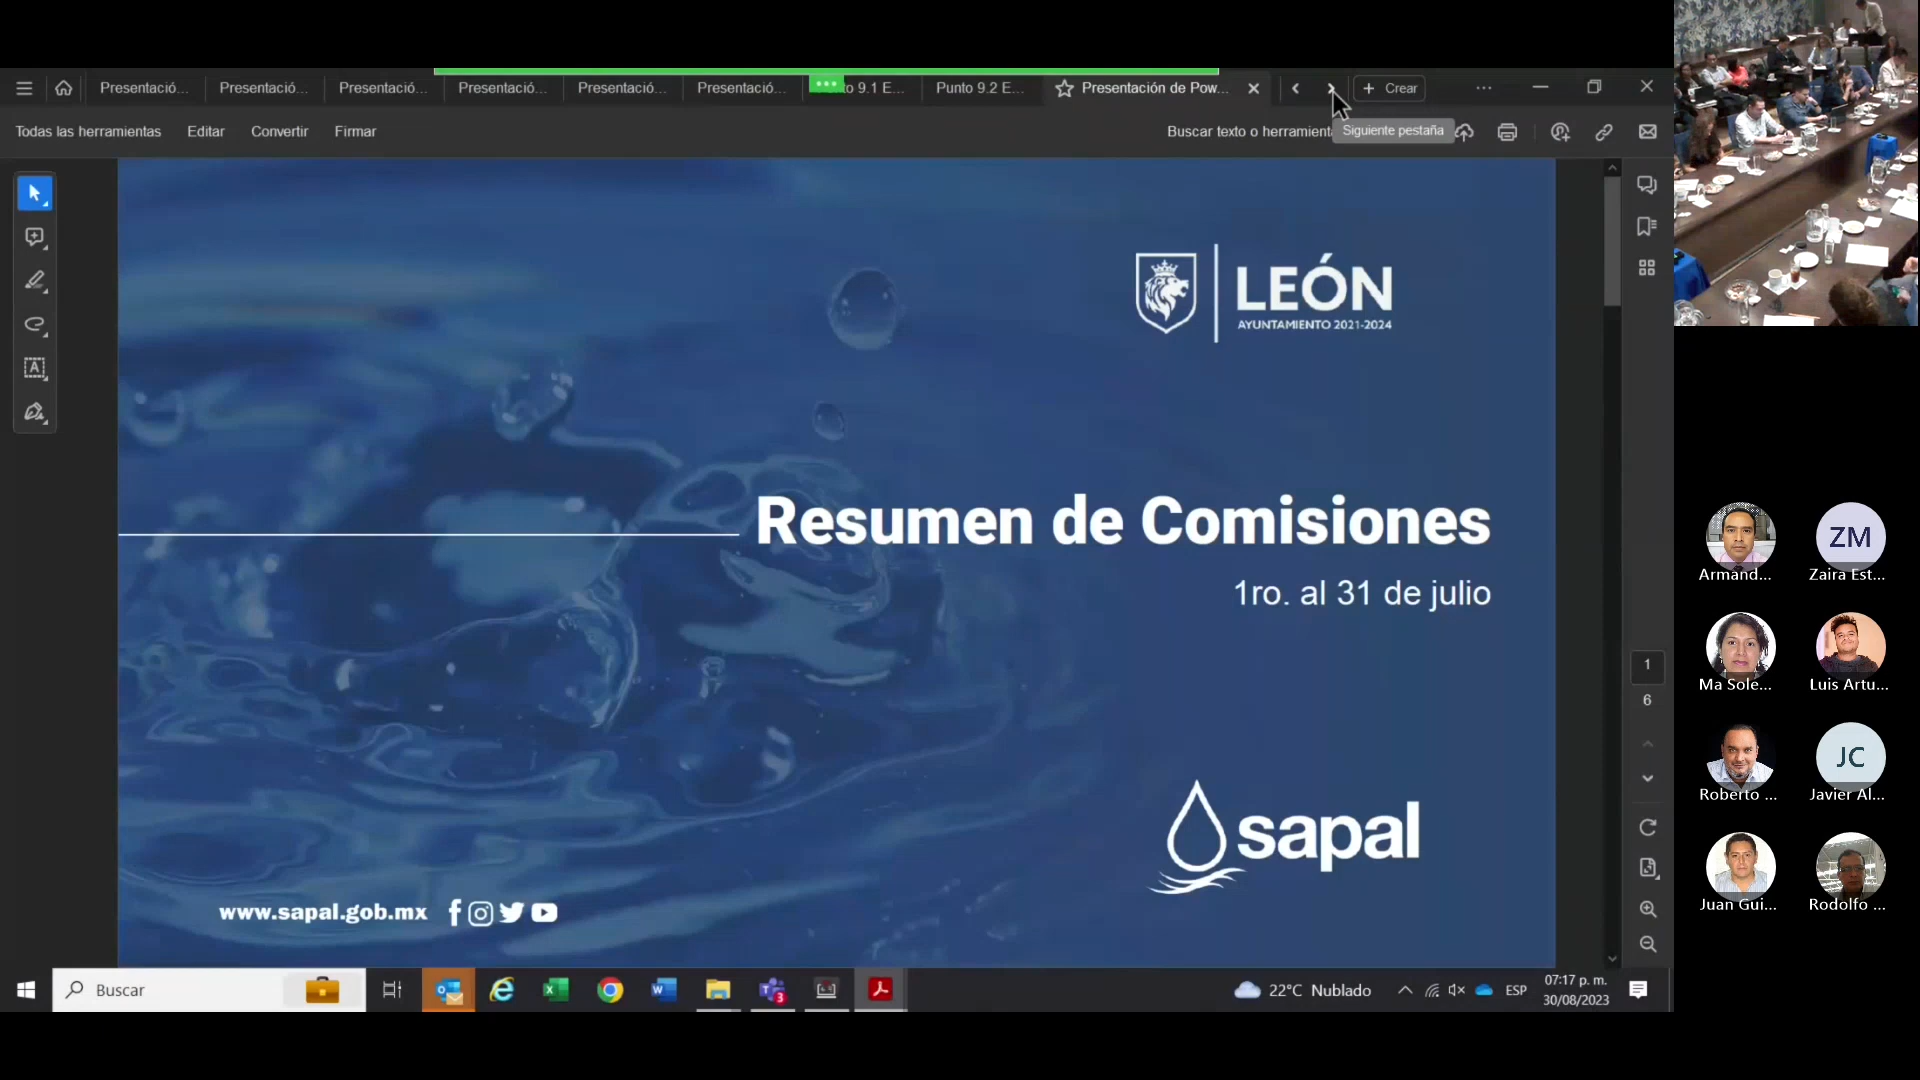 Presentació...
Presentació...
Presentació...
Presentació...
Presentació...
Presentació...
o 9.1 E...
Punto 9.2 E...
Presentación de Pow...
Crear
Todas las herramientas
Editar
Convertir
Firmar
Buscar texto o herramient
Siguiente pestaña
LEÓN
AYUNTAMIENTO 2021-2024
Resumen de Comisiones
1ro. al 31 de julio
sapal
www.sapal.gob.mx
1
6
ZM
Armand...
Zaira Est...
Ma Sole...
Luis Artu...
JC
Roberto ...
Javier Al...
Juan Gui...
Rodolfo ...
Buscar
3
22°C Nublado
ESP
07:17 p. m.
30/08/2023